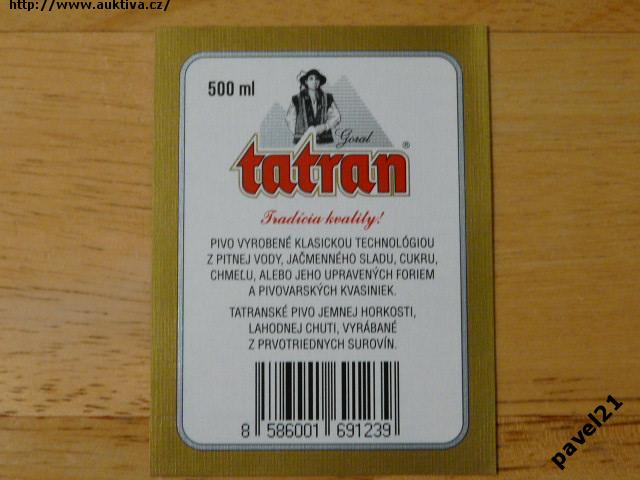 http://www.auktiva.cz/
500 ml
Goral
tatran®
Tradícia kvality!
PIVO VYROBENÉ KLASICKOU TECHNOLÓGIOU
Z PITNEJ VODY, JAČMENNÉHO SLADU, CUKRU,
CHMEĽU, ALEBO JEHO UPRAVENÝCH FORIEM
A PIVOVARSKÝCH KVASINIEK.
TATRANSKÉ PIVO JEMNEJ HORKOSTI,
LAHODNEJ CHUTI, VYRÁBANÉ
Z PRVOTRIEDNYCH SUROVÍN.
8 586001 691239
pavel21